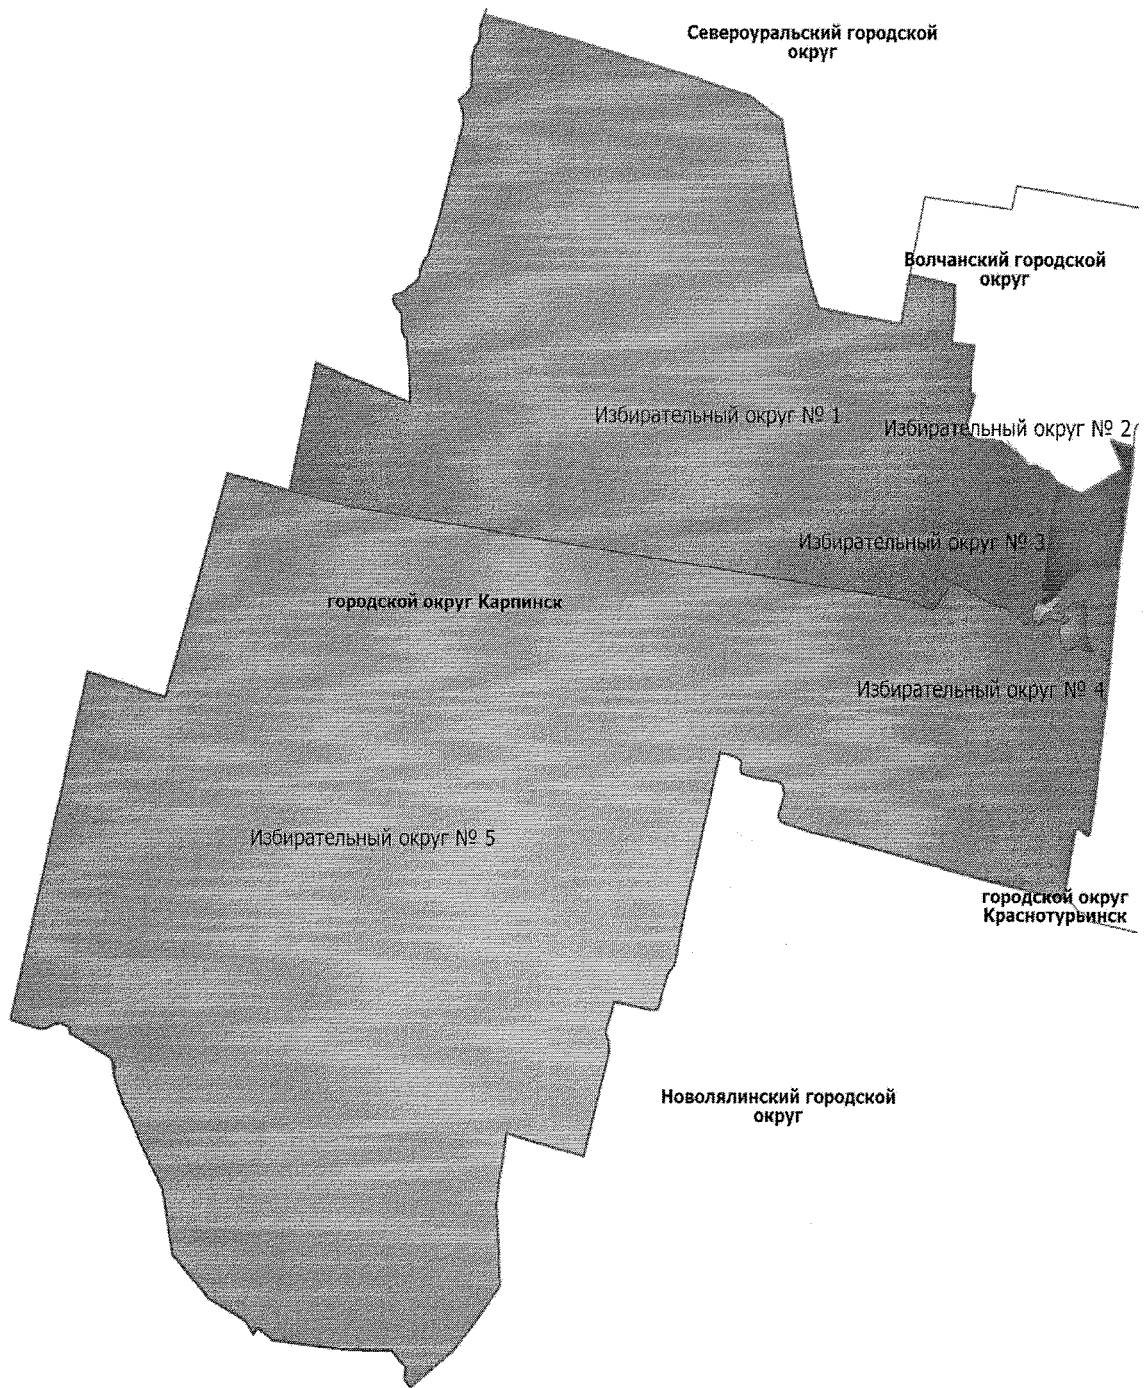 Североуральский городской
округ
Волчанский городской
округ
Избирательный округ № 1
Избирательный округ № 2
Избирательный округ № 3
городской округ Карпинск
Избирательный округ № 4
Избирательный округ № 5
городской округ
Краснотурьинск
Новолялинский городской
округ